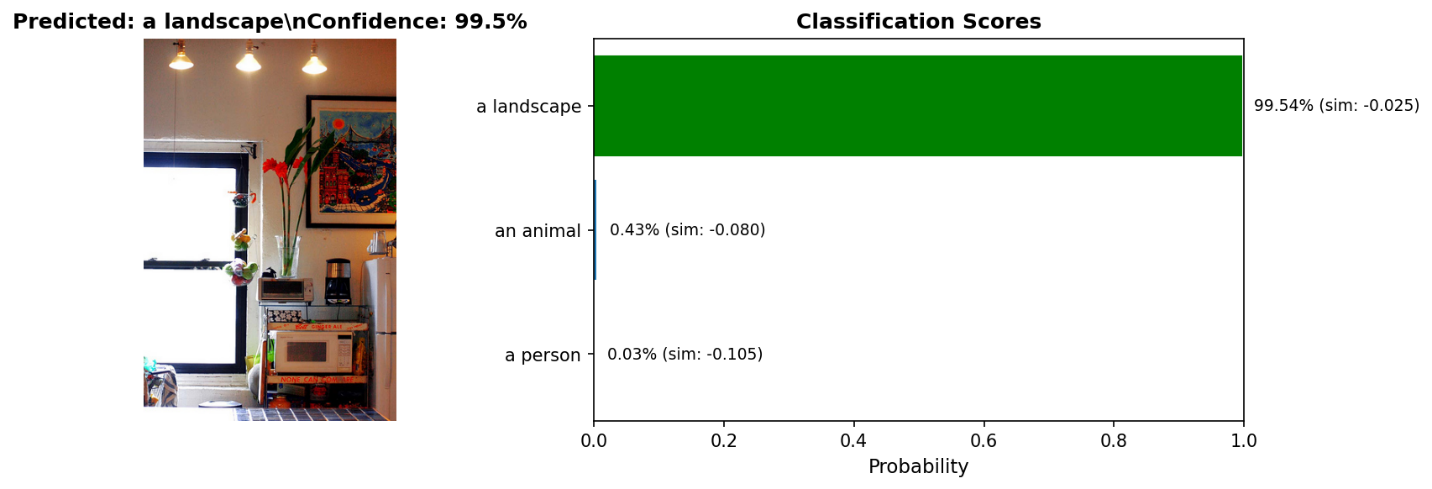 Predicted: a landscape\nConfidence: 99.5%
Classification Scores
a landscape
99.54% (sim: -0.025)
an animal
0.43% (sim: -0.080)
a person
0.03% (sim: -0.105)
0.0 0.2 0.4 0.6 0.8 1.0
Probability
GINGER ALE